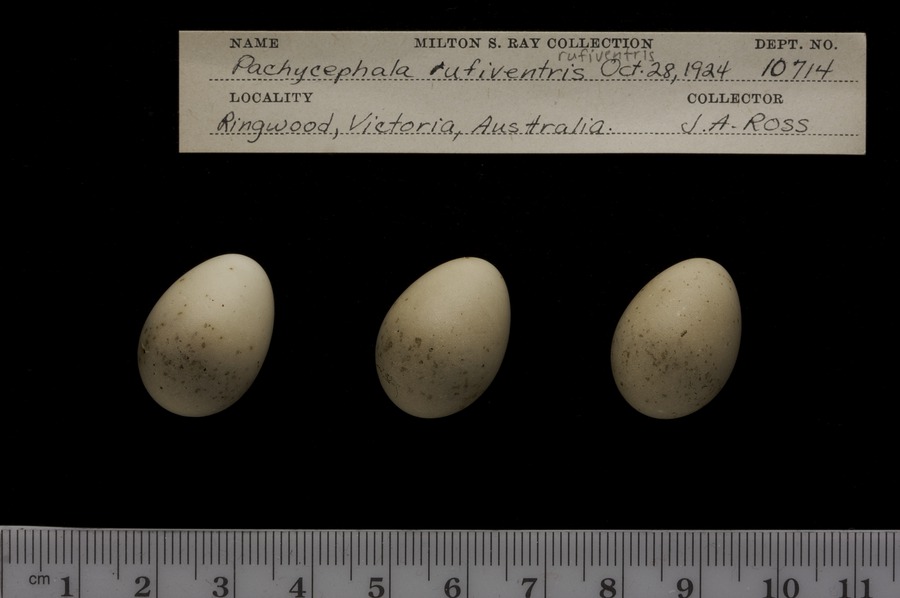 NAME MILTON S. RAY COLLECTION DEPT. NO.
rufiventris
Pachycephala rufiventris Oct. 28, 1924 10714
LOCALITY COLLECTOR
Ringwood, Victoria, Australia. J. A. Ross
cm 1 2 3 4 5 6 7 8 9 10 11